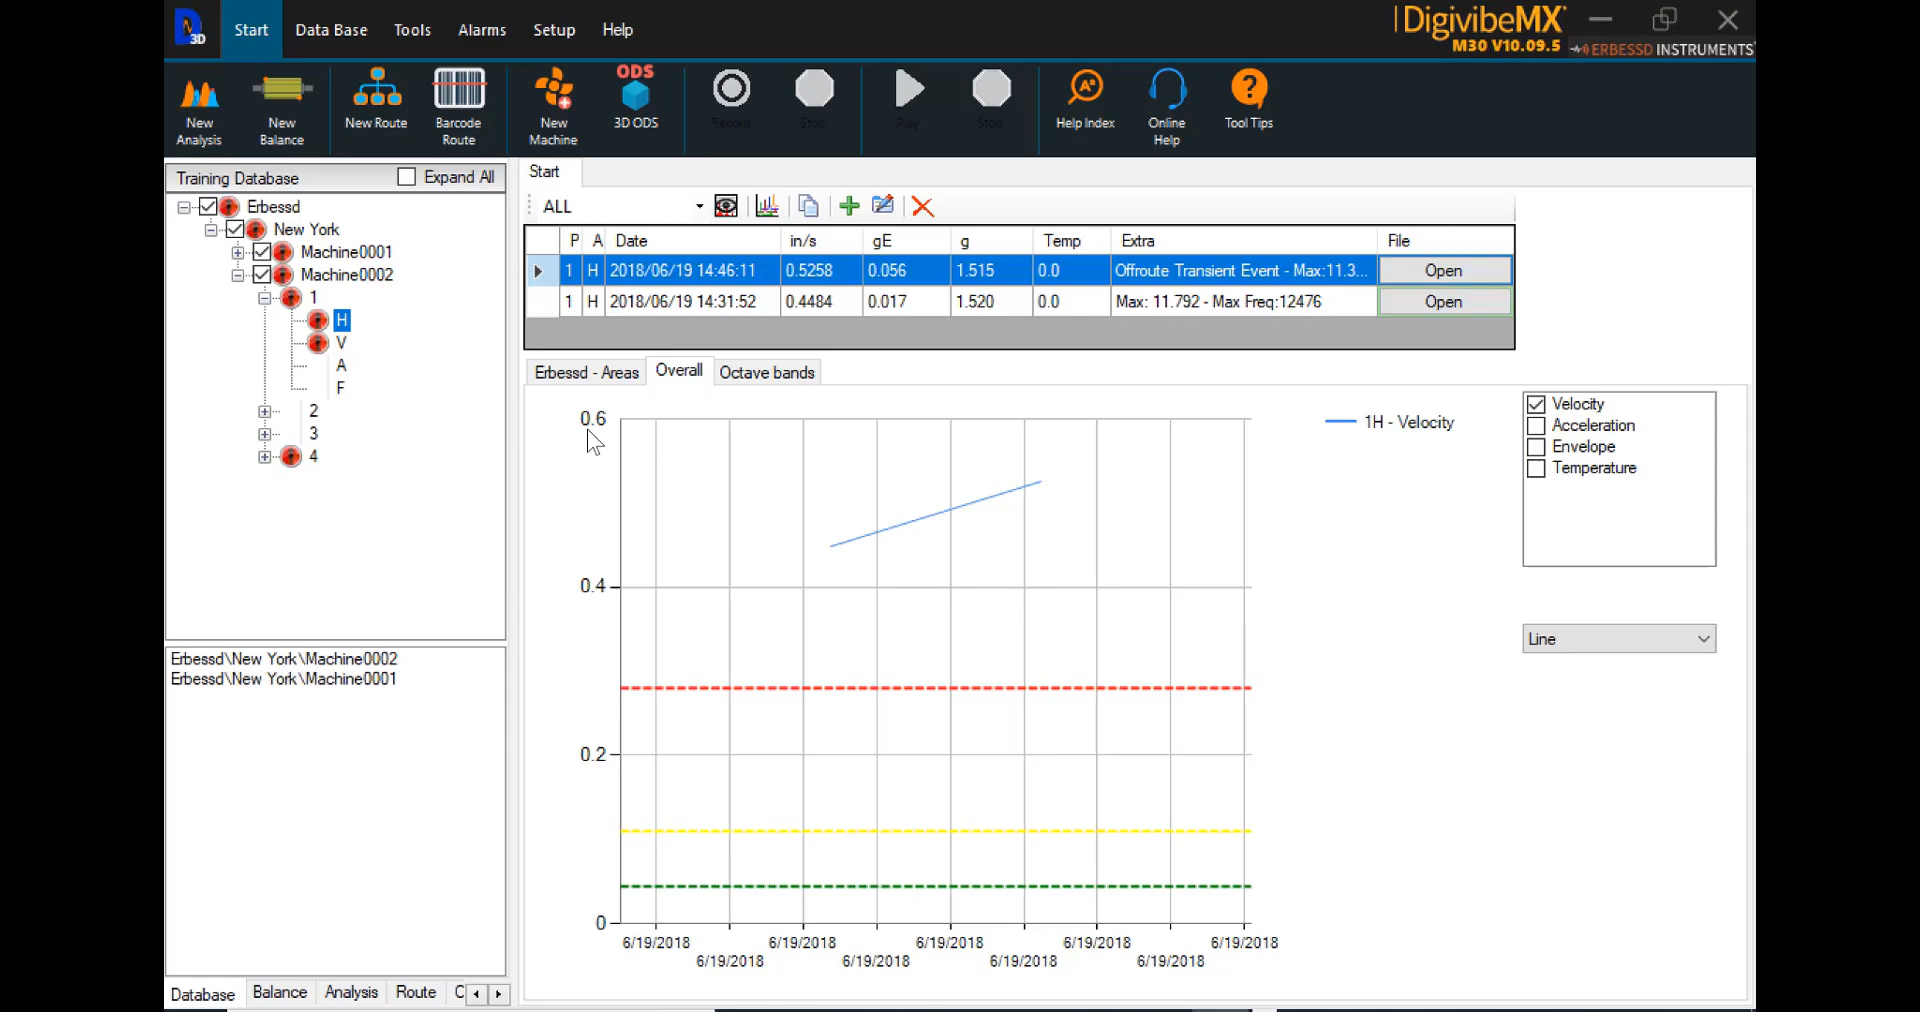 3D
Start Data Base Tools Alarms Setup Help
DigivibeMX
M30 V10.09.5 ERBESSD INSTRUMENTS
ODS
New Analysis
New Balance
New Route
Barcode Route
New Machine
3D ODS
Record
Stop
Play
Stop
Help Index
Online Help
Tool Tips
Training Database Expand All
Erbessd
New York
Machine0001
Machine0002
1
H
V
A
F
2
3
4
Erbessd\New York\Machine0002
Erbessd\New York\Machine0001
Database Balance Analysis Route C
Start
ALL
P A Date in/s gE g Temp Extra File
1 H 2018/06/19 14:46:11 0.5258 0.056 1.515 0.0 Offroute Transient Event - Max:11.3... Open
1 H 2018/06/19 14:31:52 0.4484 0.017 1.520 0.0 Max: 11.792 - Max Freq:12476 Open
Erbessd - Areas Overall Octave bands
0.6
0.4
0.2
0
6/19/2018 6/19/2018 6/19/2018 6/19/2018 6/19/2018
6/19/2018 6/19/2018 6/19/2018 6/19/2018
1H - Velocity
Velocity
Acceleration
Envelope
Temperature
Line